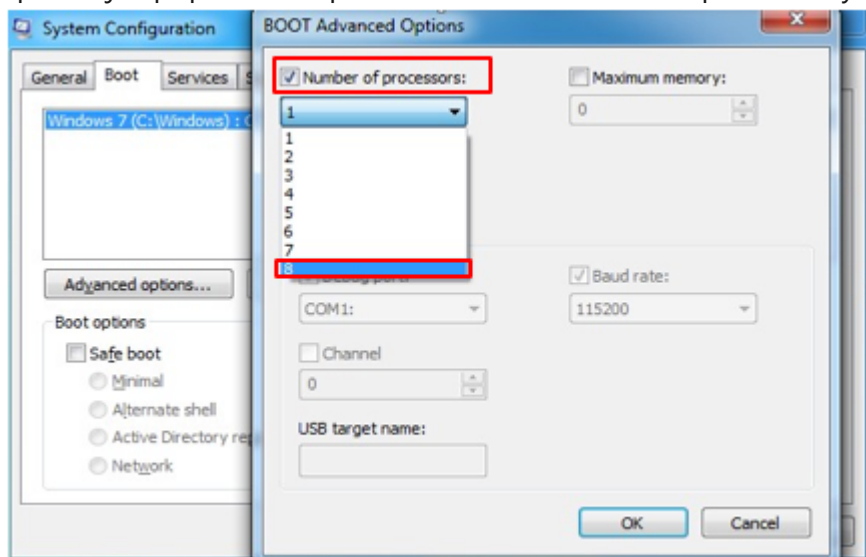 System Configuration
BOOT Advanced Options
General Boot Services
Number of processors:
Maximum memory:
Windows 7 (C:\Windows) :
1
0
1
2
3
4
5
6
7
8
Debug port:
Baud rate:
Advanced options...
COM1:
115200
Boot options
Safe boot
Channel
Minimal
0
Alternate shell
Active Directory
USB target name:
Network
OK
Cancel